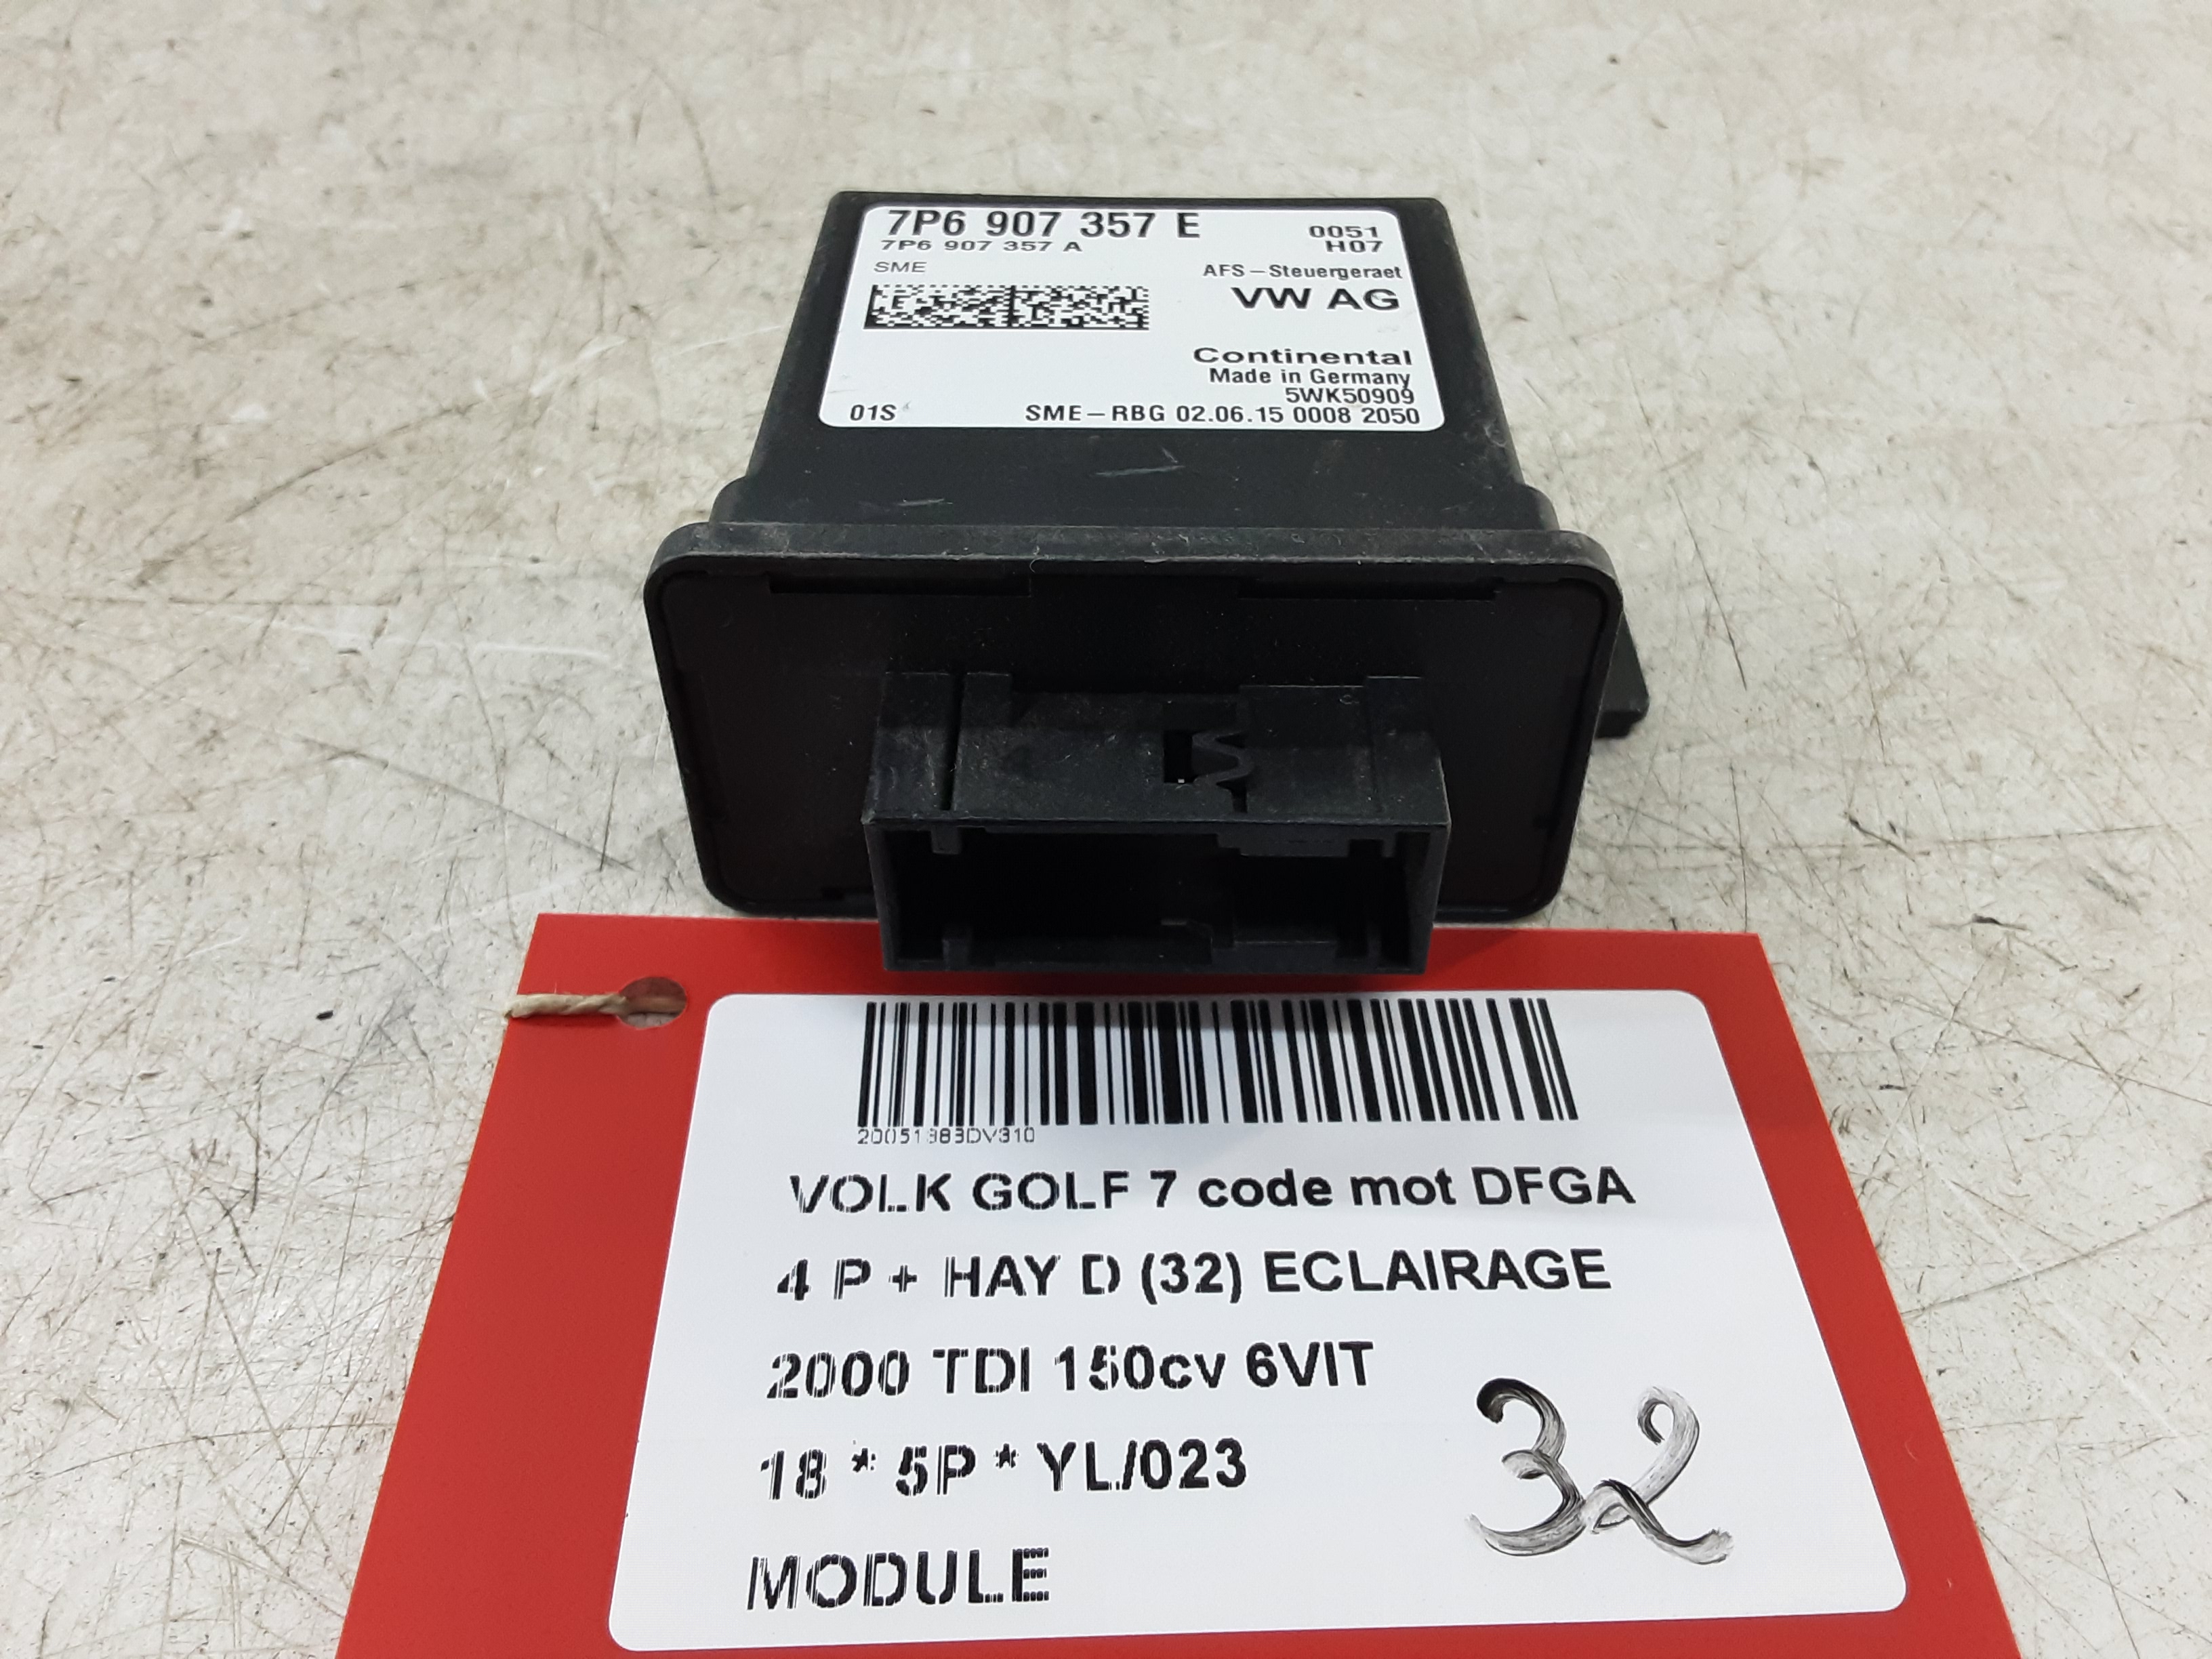 7P6 907 357 E 0051
7P6 907 357 A H07
SME AFS-Steuergeraet
VW AG
Continental
Made in Germany
5WK50909
01S SME-RBG 02.06.15 0008 2050
20051383DV310
VOLK GOLF 7 code mot DFGA
4 P + HAY D (32) ECLAIRAGE
2000 TDI 150cv 6VIT
18 * 5P * YL/023
32
MODULE